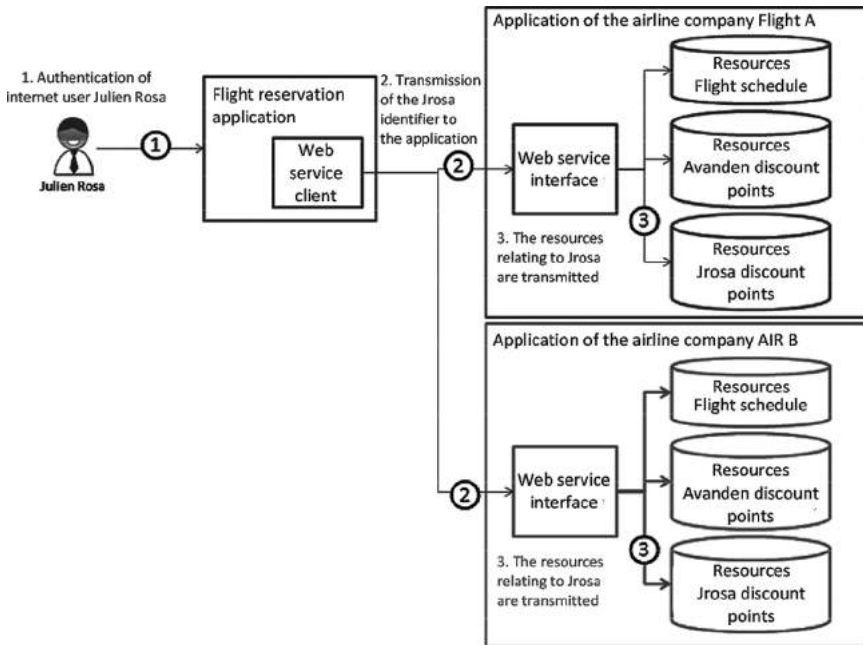 1. Authentication of
internet user Julien Rosa
Julien Rosa
1
Flight reservation
application
Web
service
client
2. Transmission
of the Jrosa
identifier to
the application
2
Application of the airline company Flight A
Web service
interface
3. The resources
relating to Jrosa
are transmitted
3
Resources
Flight schedule
Resources
Avanden discount
points
Resources
Jrosa discount
points
2
Application of the airline company AIR B
Web service
interface
3. The resources
relating to Jrosa
are transmitted
3
Resources
Flight schedule
Resources
Avanden discount
points
Resources
Jrosa discount
points